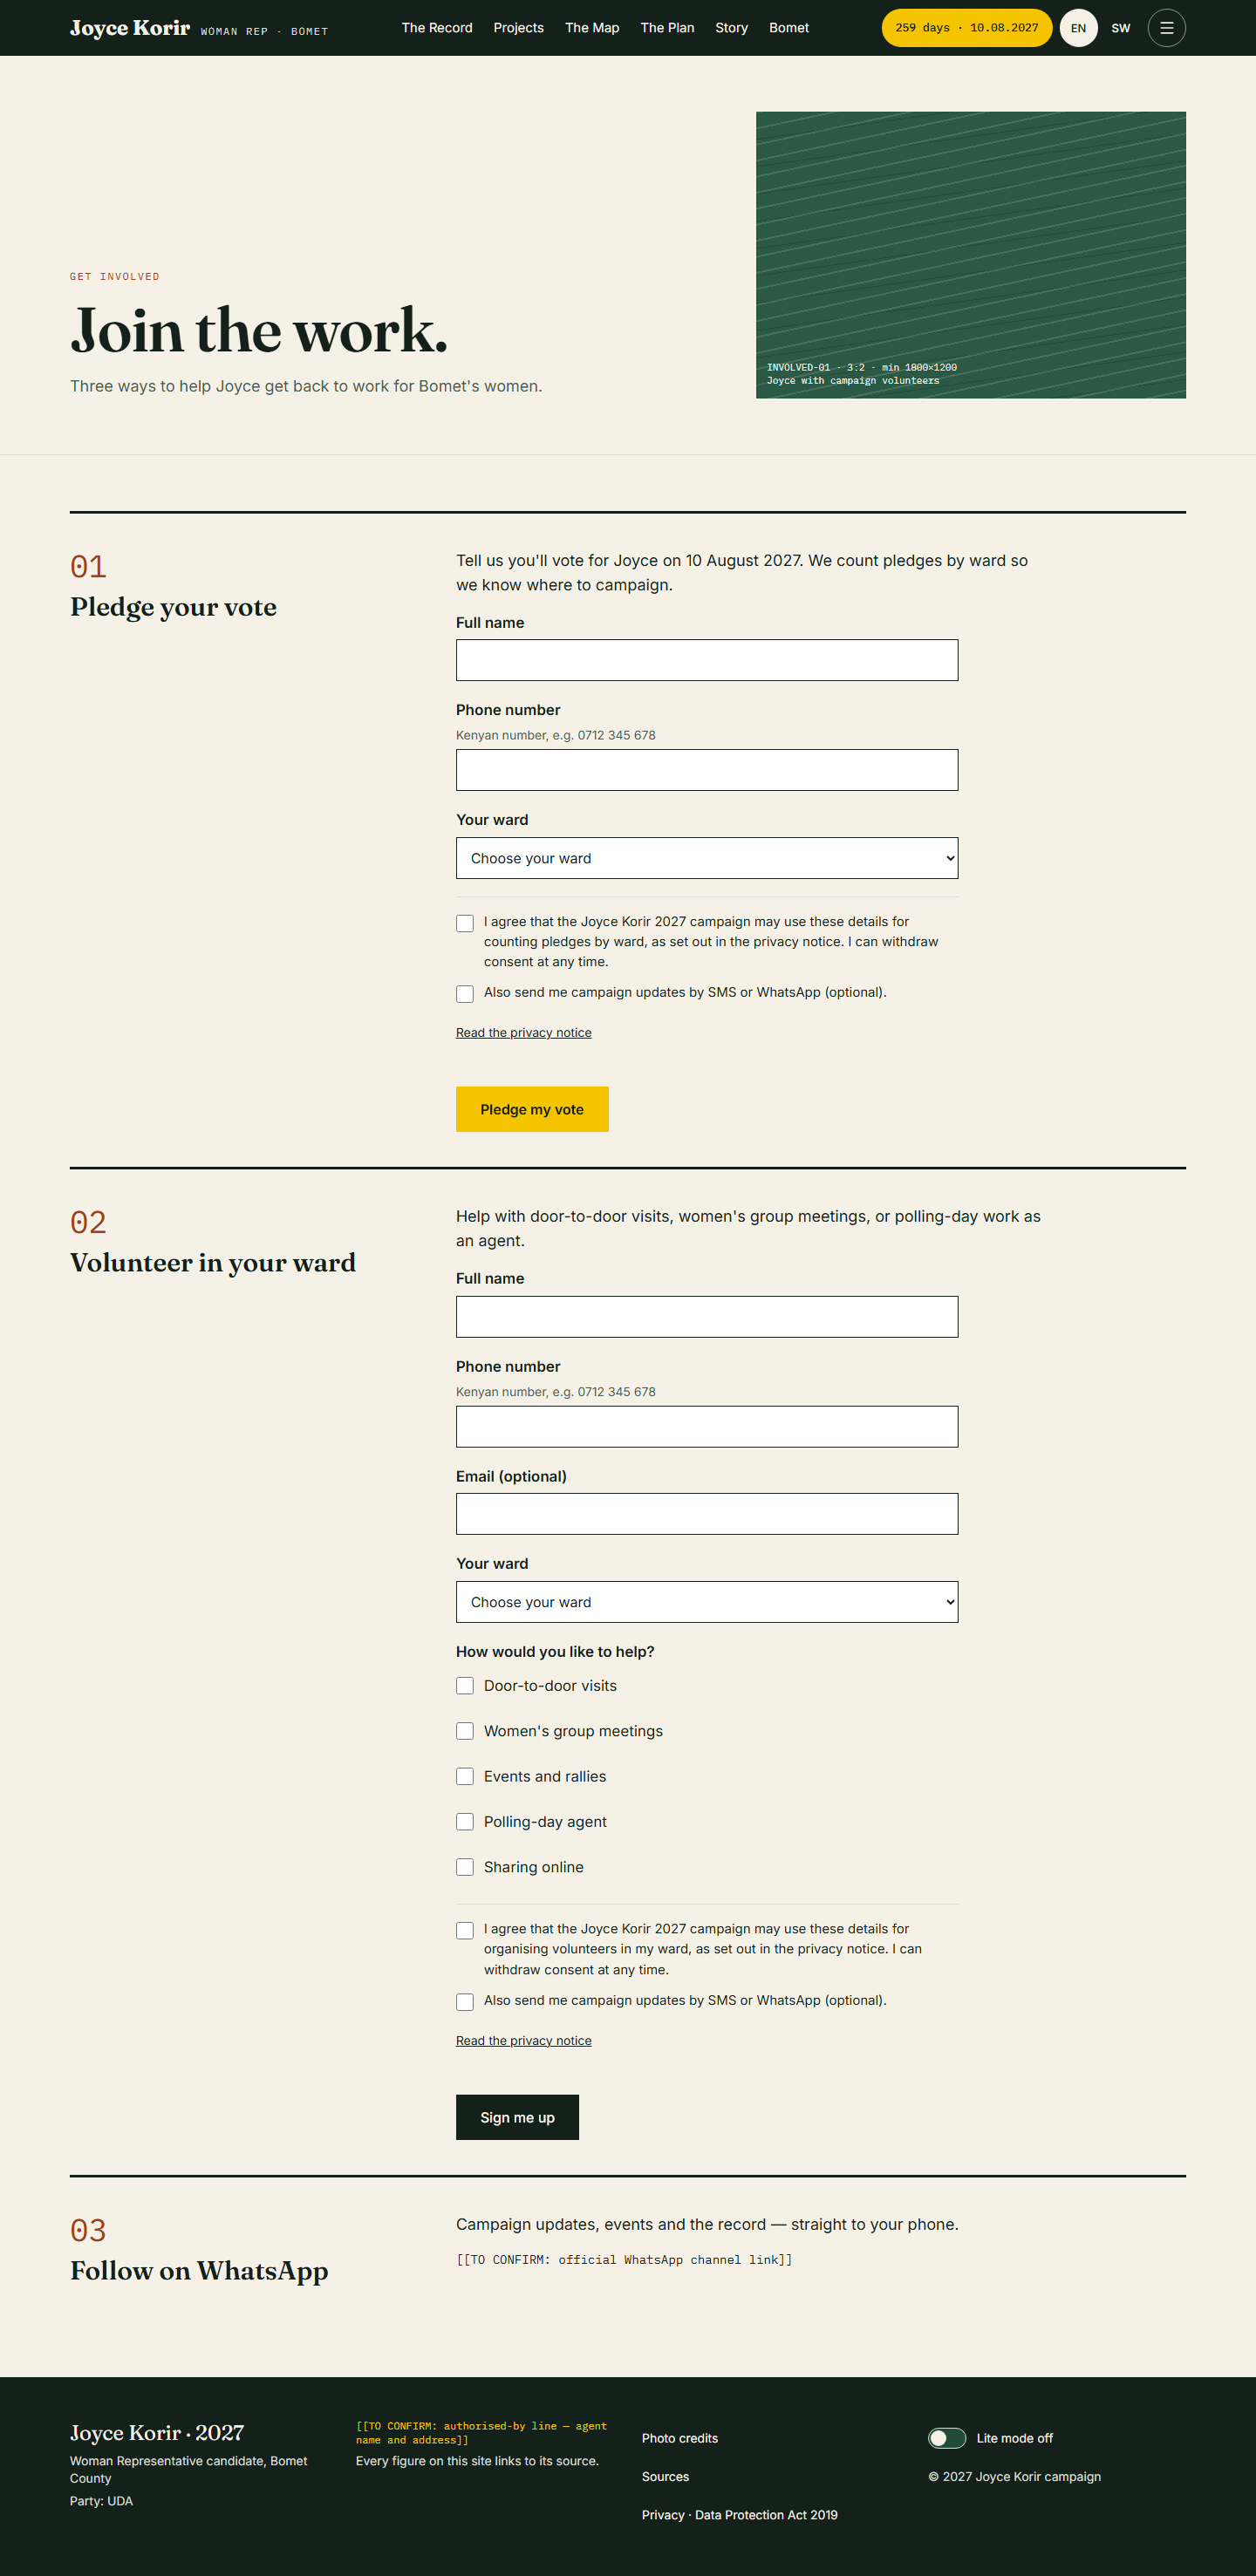 Joyce Korir WOMAN REP · BOMET
The Record Projects The Map The Plan Story Bomet
259 days · 10.08.2027 EN SW
GET INVOLVED
Join the work.
Three ways to help Joyce get back to work for Bomet's women.
INVOLVED-01 · 3:2 · min 1800×1200
Joyce with campaign volunteers
01
Pledge your vote
Tell us you'll vote for Joyce on 10 August 2027. We count pledges by ward so
we know where to campaign.
Full name
Phone number
Kenyan number, e.g. 0712 345 678
Your ward
Choose your ward
I agree that the Joyce Korir 2027 campaign may use these details for
counting pledges by ward, as set out in the privacy notice. I can withdraw
consent at any time.
Also send me campaign updates by SMS or WhatsApp (optional).
Read the privacy notice
Pledge my vote
02
Volunteer in your ward
Help with door-to-door visits, women's group meetings, or polling-day work as
an agent.
Full name
Phone number
Kenyan number, e.g. 0712 345 678
Email (optional)
Your ward
Choose your ward
How would you like to help?
Door-to-door visits
Women's group meetings
Events and rallies
Polling-day agent
Sharing online
I agree that the Joyce Korir 2027 campaign may use these details for
organising volunteers in my ward, as set out in the privacy notice. I can
withdraw consent at any time.
Also send me campaign updates by SMS or WhatsApp (optional).
Read the privacy notice
Sign me up
03
Follow on WhatsApp
Campaign updates, events and the record — straight to your phone.
[[TO CONFIRM: official WhatsApp channel link]]
Joyce Korir · 2027
Woman Representative candidate, Bomet
County
Party: UDA
[[TO CONFIRM: authorised-by line — agent
name and address]]
Every figure on this site links to its source.
Photo credits
Sources
Privacy · Data Protection Act 2019
Lite mode off
© 2027 Joyce Korir campaign